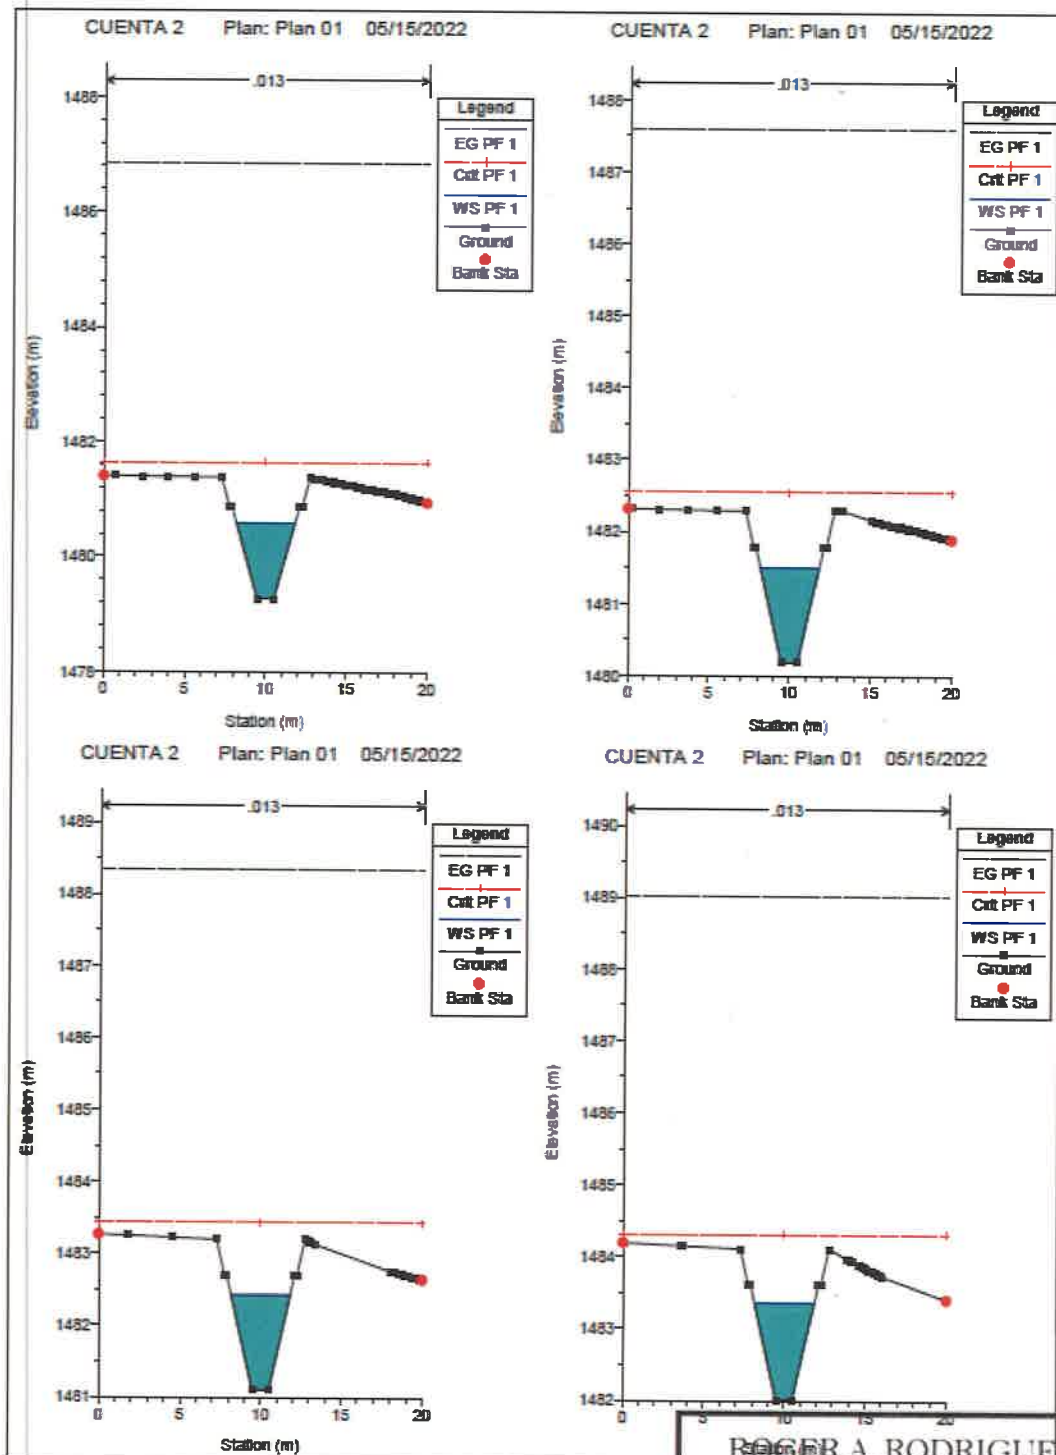 CUENTA 2 Plan: Plan 01 05/15/2022
.013
Legend
EG PF 1
Crit PF 1
WS PF 1
Ground
Bank Sta
1488
1486
1484
1482
1480
1478
Elevation (m)
0 5 10 15 20
Station (m)
CUENTA 2 Plan: Plan 01 05/15/2022
.013
Legend
EG PF 1
Crit PF 1
WS PF 1
Ground
Bank Sta
1488
1487
1486
1485
1484
1483
1482
1481
1480
Elevation (m)
0 5 10 15 20
Station (m)
CUENTA 2 Plan: Plan 01 05/15/2022
.013
Legend
EG PF 1
Crit PF 1
WS PF 1
Ground
Bank Sta
1489
1488
1487
1486
1485
1484
1483
1482
1481
Elevation (m)
0 5 10 15 20
Station (m)
CUENTA 2 Plan: Plan 01 05/15/2022
.013
Legend
EG PF 1
Crit PF 1
WS PF 1
Ground
Bank Sta
1490
1489
1488
1487
1486
1485
1484
1483
1482
Elevation (m)
0 5 10 15 20
Station (m)
ROGER A. RODRIGUE